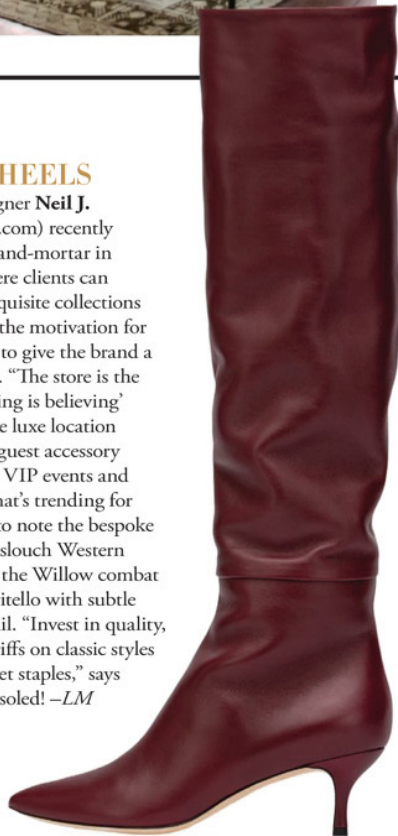 HEELS
gner Neil J.
.com) recently
and-mortar in
ere clients can
quisite collections
the motivation for
to give the brand a
. “The store is the
ing is believing’
e luxe location
guest accessory
VIP events and
hat’s trending for
to note the bespoke
slouch Western
the Willow combat
itello with subtle
il. “Invest in quality,
iffs on classic styles
et staples,” says
soled! –LM